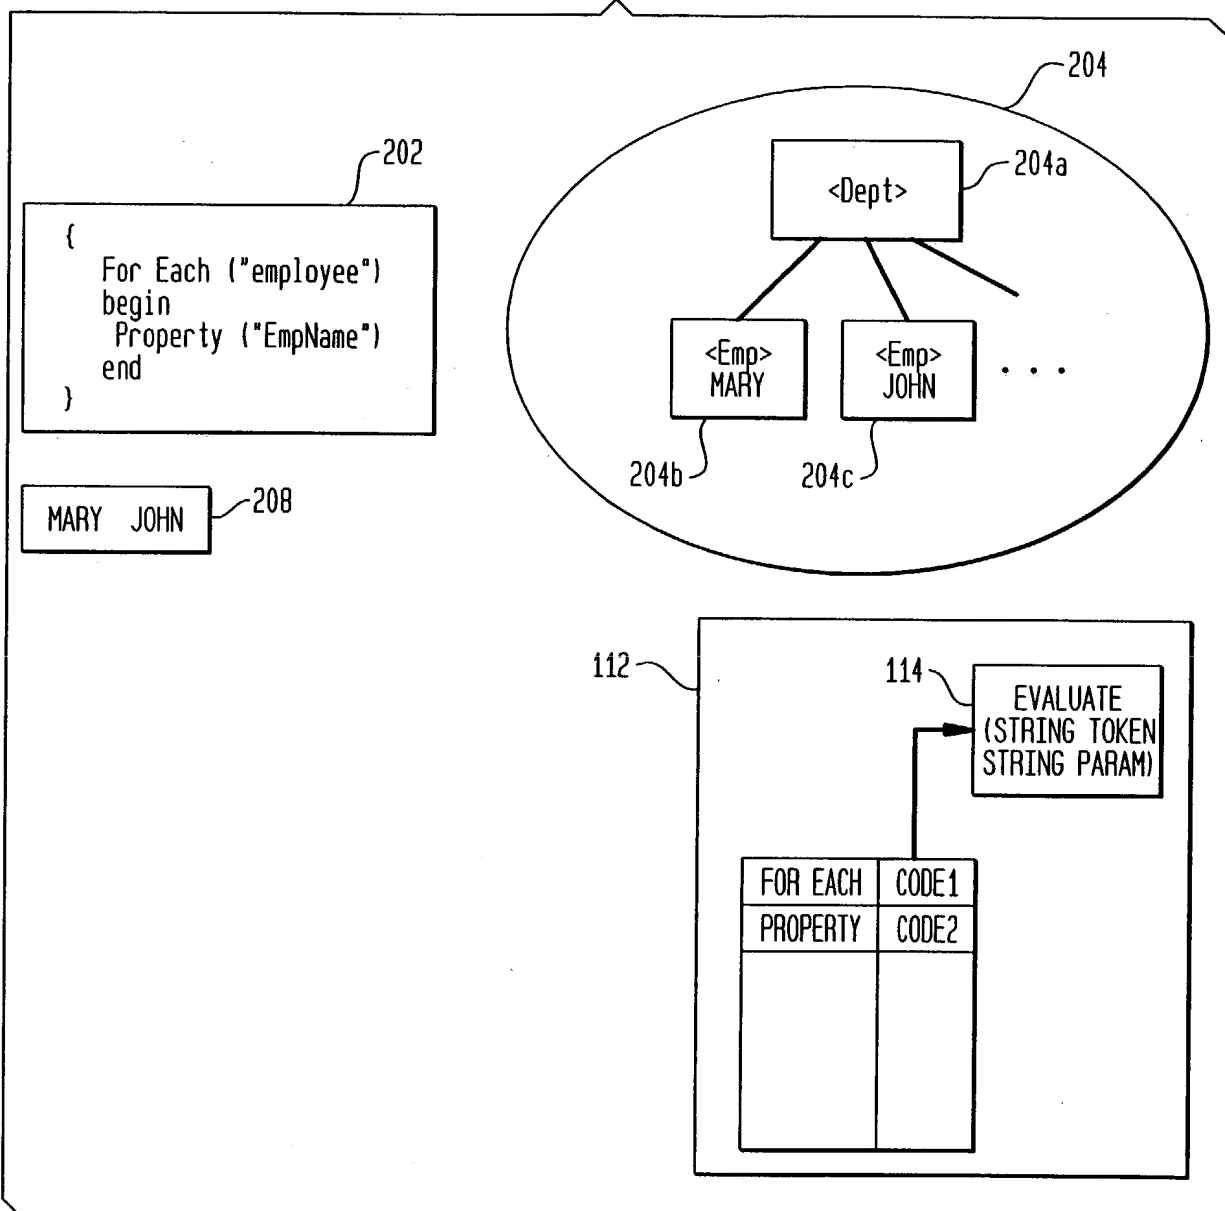 202
{
For Each ("employee")
begin
Property ("EmpName")
end
}
MARY JOHN
208
204
<Dept>
204a
<Emp>
MARY
<Emp>
JOHN
. . .
204b
204c
112
114
EVALUATE
(STRING TOKEN
STRING PARAM)
FOR EACH CODE1
PROPERTY CODE2